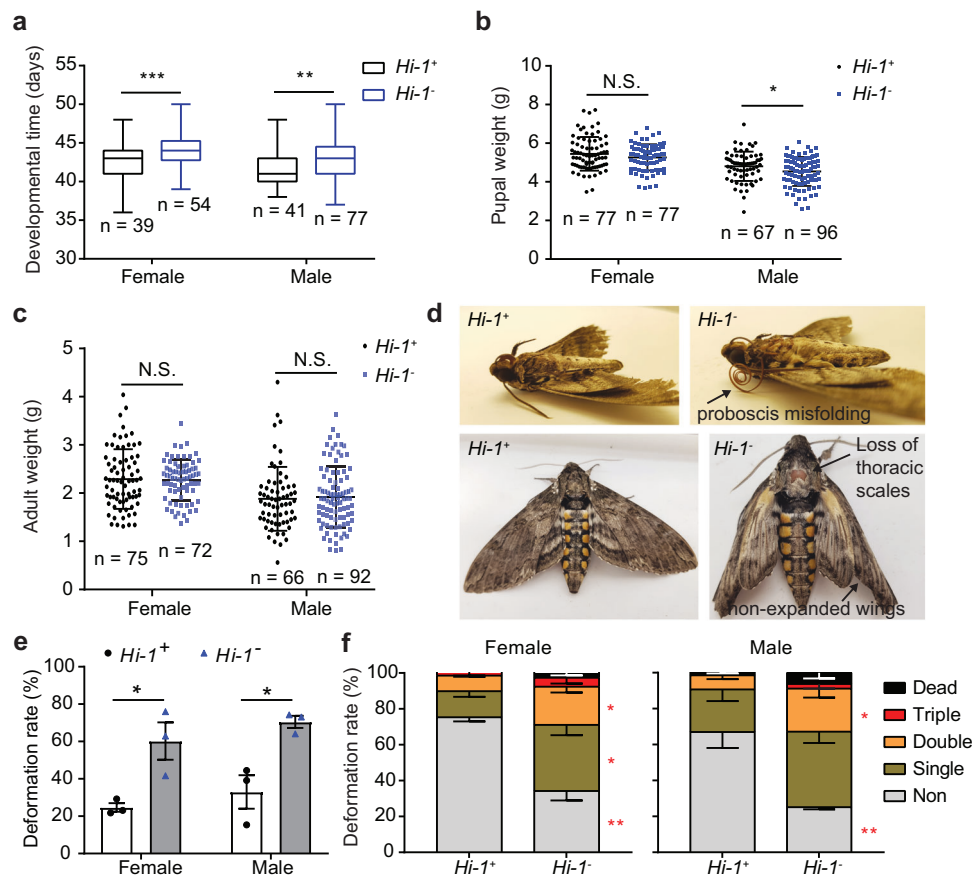 a
Developmental time (days)
55
50
45
40
35
30
***
**
Hi-1+
Hi-1-
n = 39
n = 54
n = 41
n = 77
Female
Male
b
Pupal weight (g)
10
8
6
4
2
0
N.S.
*
Hi-1+
Hi-1-
n = 77
n = 77
n = 67
n = 96
Female
Male
c
Adult weight (g)
5
4
3
2
1
0
N.S.
N.S.
Hi-1+
Hi-1-
n = 75
n = 72
n = 66
n = 92
Female
Male
d
Hi-1+
Hi-1-
proboscis misfolding
Hi-1+
Hi-1-
Loss of
thoracic
scales
non-expanded wings
e
Deformation rate (%)
100
80
60
40
20
0
Hi-1+
Hi-1-
*
*
Female
Male
f
Deformation rate (%)
100
80
60
40
20
0
Female
Male
*
*
**
*
**
Hi-1+
Hi-1-
Hi-1+
Hi-1-
Dead
Triple
Double
Single
Non